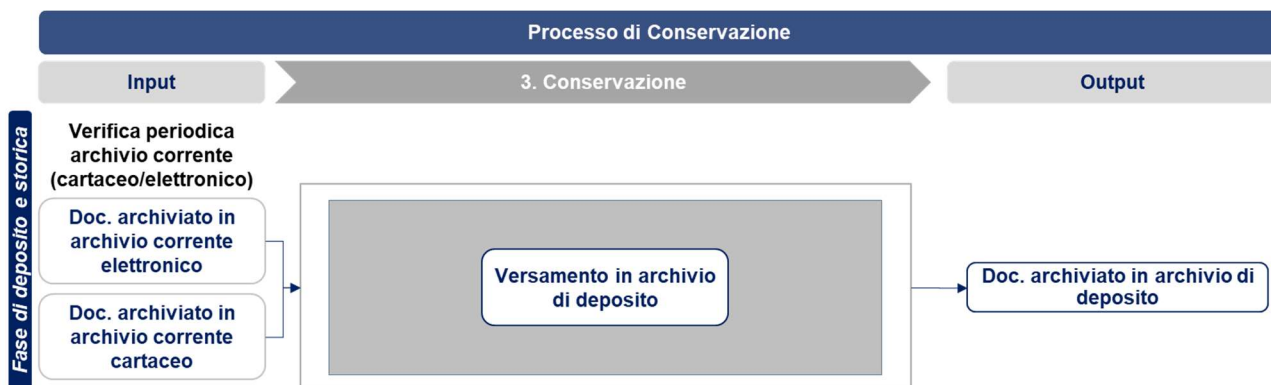 Processo di Conservazione
Input
3. Conservazione
Output
Fase di deposito e storica
Verifica periodica
archivio corrente
(cartaceo/elettronico)
Doc. archiviato in
archivio corrente
elettronico
Doc. archiviato in
archivio corrente
cartaceo
Versamento in archivio
di deposito
Doc. archiviato in archivio di
deposito